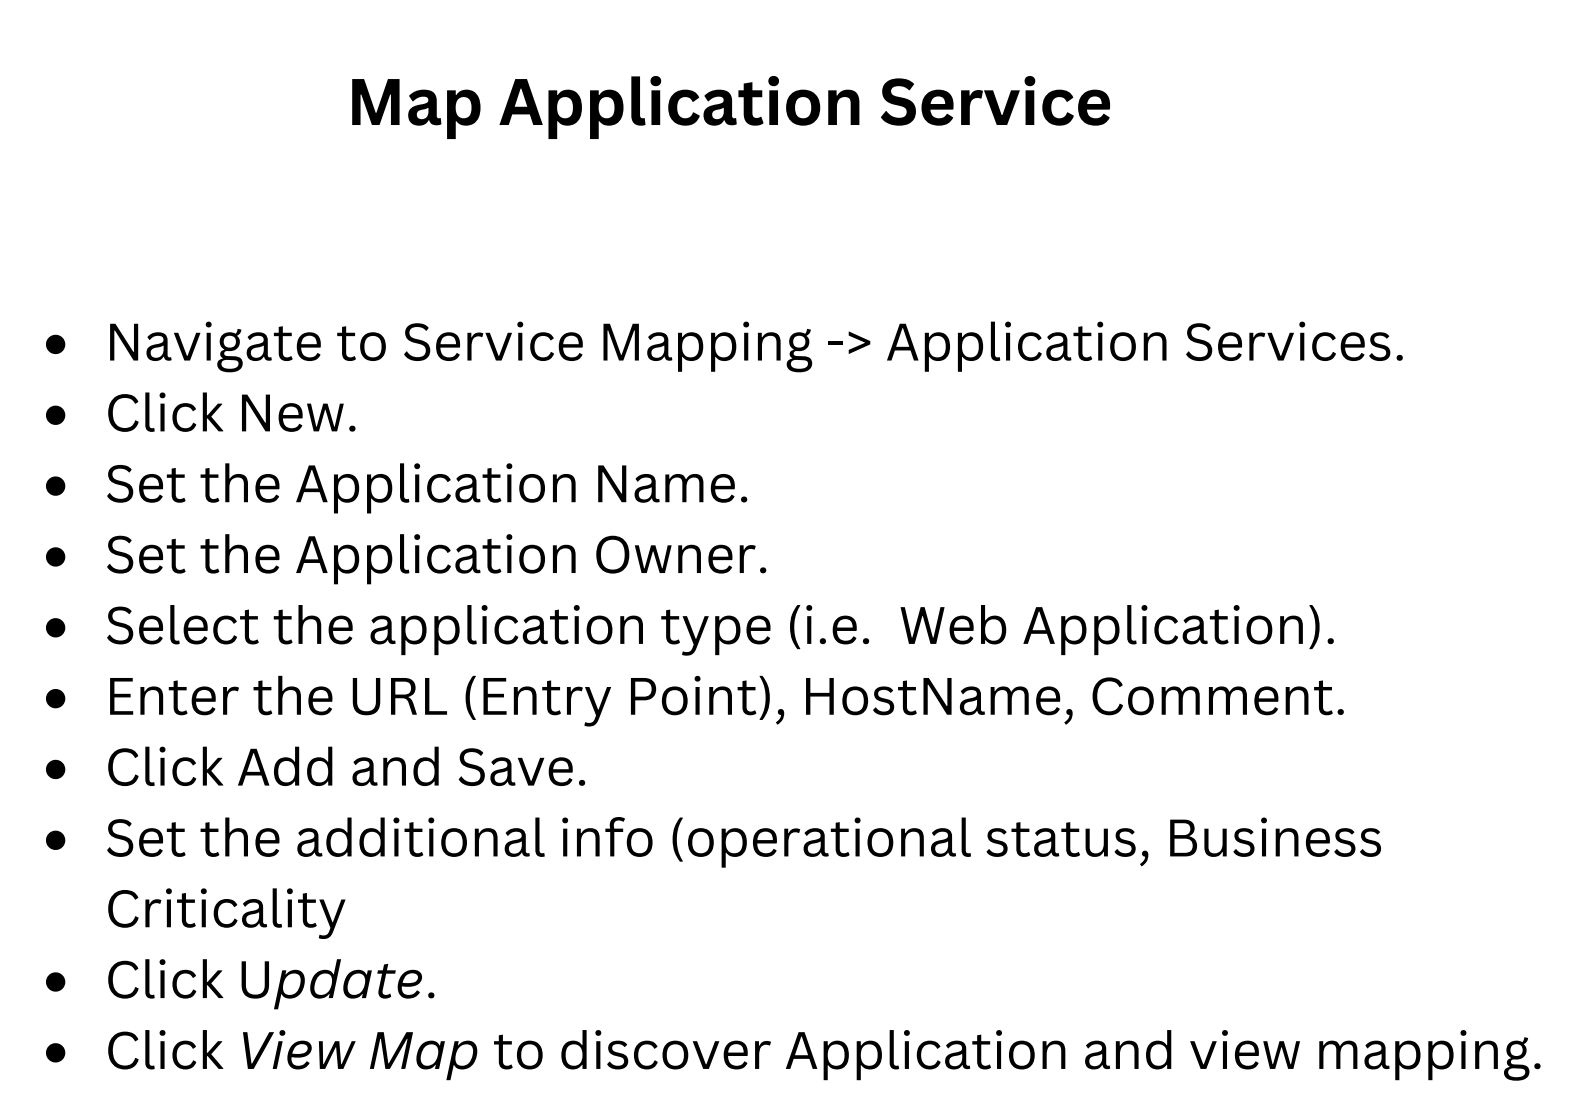 Map Application Service
• Navigate to Service Mapping -> Application Services.
• Click New.
• Set the Application Name.
• Set the Application Owner.
• Select the application type (i.e.  Web Application).
• Enter the URL (Entry Point), HostName, Comment.
• Click Add and Save.
• Set the additional info (operational status, Business
Criticality
• Click Update.
• Click View Map to discover Application and view mapping.